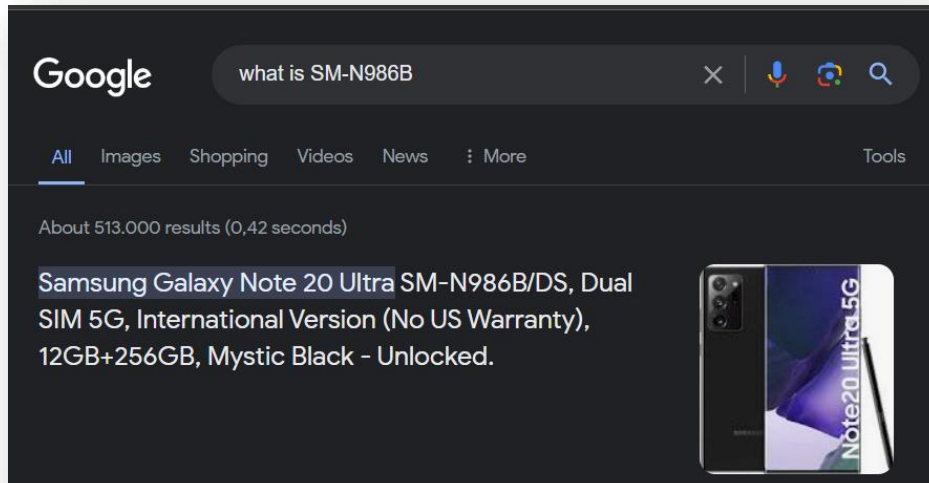 Google
what is SM-N986B
All Images Shopping Videos News More Tools
About 513.000 results (0,42 seconds)
Samsung Galaxy Note 20 Ultra SM-N986B/DS, Dual
SIM 5G, International Version (No US Warranty),
12GB+256GB, Mystic Black - Unlocked.
Note20 Ultra 5G